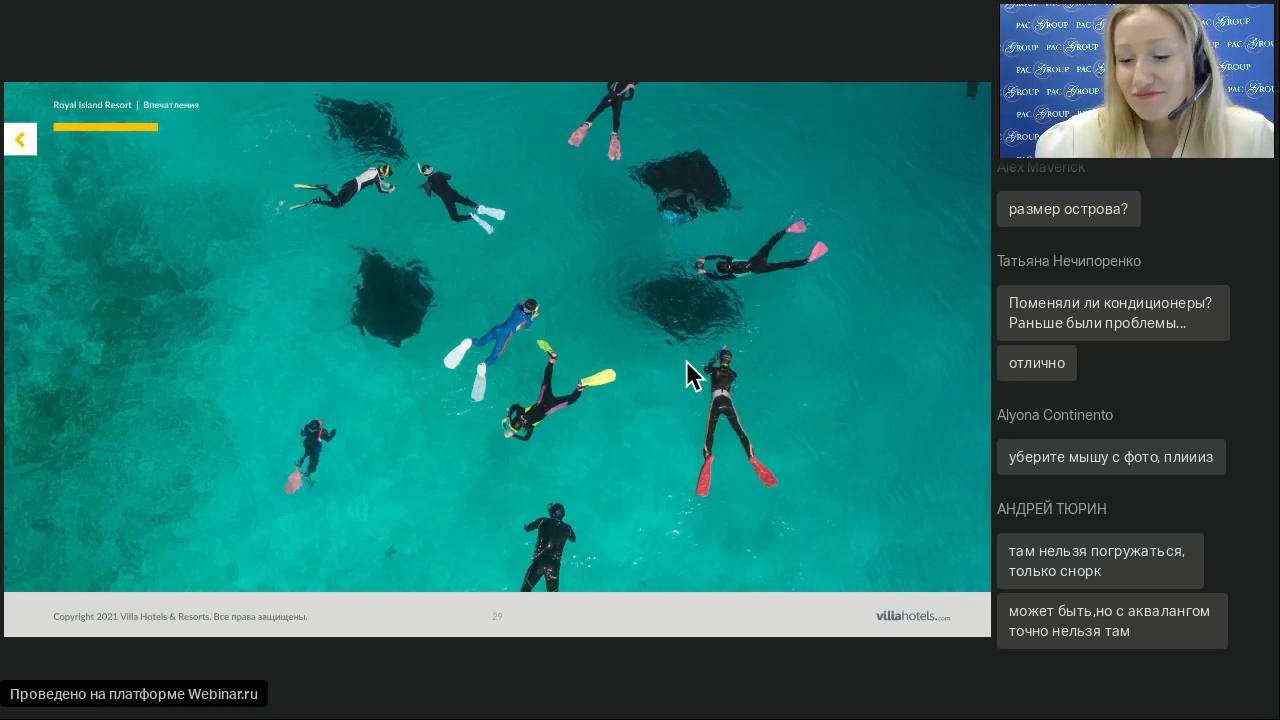 Royal Island Resort | Впечатления
PAC GROUP
Alex Maverick
размер острова?
Татьяна Нечипоренко
Поменяли ли кондиционеры?
Раньше были проблемы...
отлично
Alyona Continento
уберите мышу с фото, плиииз
АНДРЕЙ ТЮРИН
там нельзя погружаться,
только снорк
может быть,но с аквалангом
точно нельзя там
Copyright 2021 Villa Hotels & Resorts. Все права защищены.
29
villahotels.com
Проведено на платформе Webinar.ru